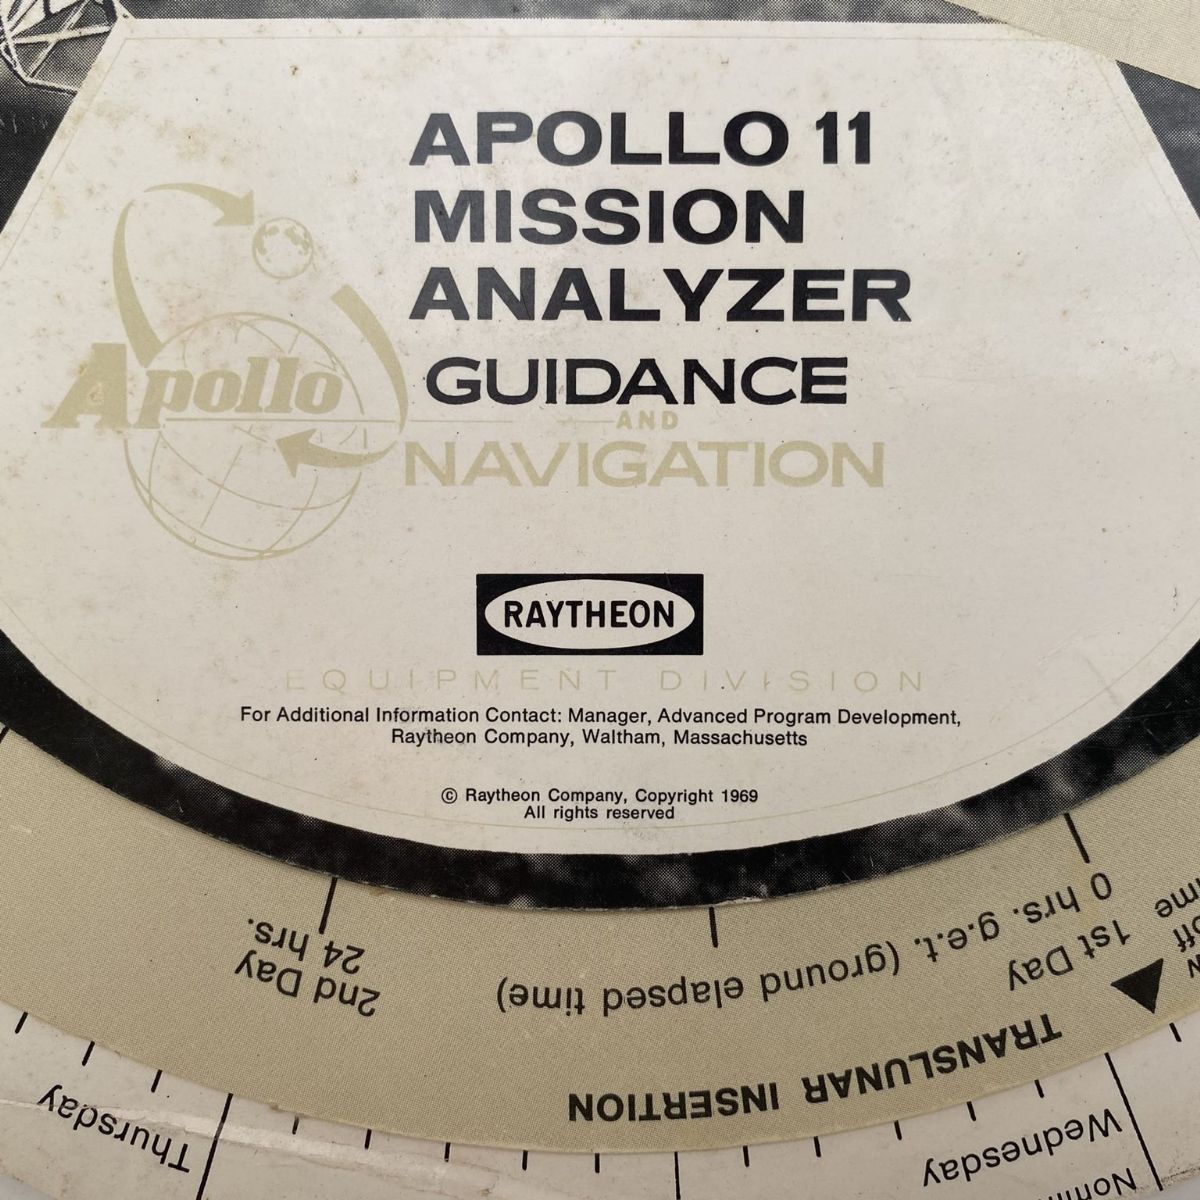 APOLLO 11
MISSION
ANALYZER
Apollo
GUIDANCE
AND
NAVIGATION
RAYTHEON
EQUIPMENT DIVISION
For Additional Information Contact: Manager, Advanced Program Development,
Raytheon Company, Waltham, Massachusetts
© Raytheon Company, Copyright 1969
All rights reserved
0 hrs. g.e.t. (ground elapsed time)
1st Day
24 hrs.
2nd Day
TRANSLUNAR INSERTION
Wednesday
Thursday